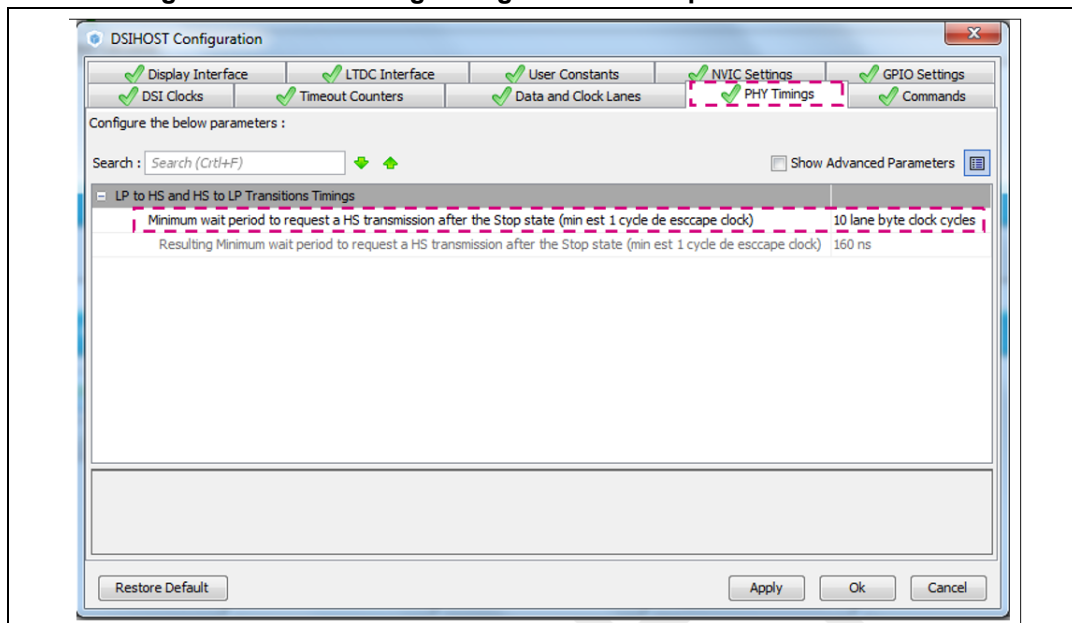 DSIHOST Configuration
Display Interface LTDC Interface User Constants NVIC Settings GPIO Settings
DSI Clocks Timeout Counters Data and Clock Lanes PHY Timings Commands
Configure the below parameters :
Search : Search (Crtl+F) Show Advanced Parameters
LP to HS and HS to LP Transitions Timings
Minimum wait period to request a HS transmission after the Stop state (min est 1 cycle de esccape clock) 10 lane byte clock cycles
Resulting Minimum wait period to request a HS transmission after the Stop state (min est 1 cycle de esccape clock) 160 ns
Restore Default Apply Ok Cancel